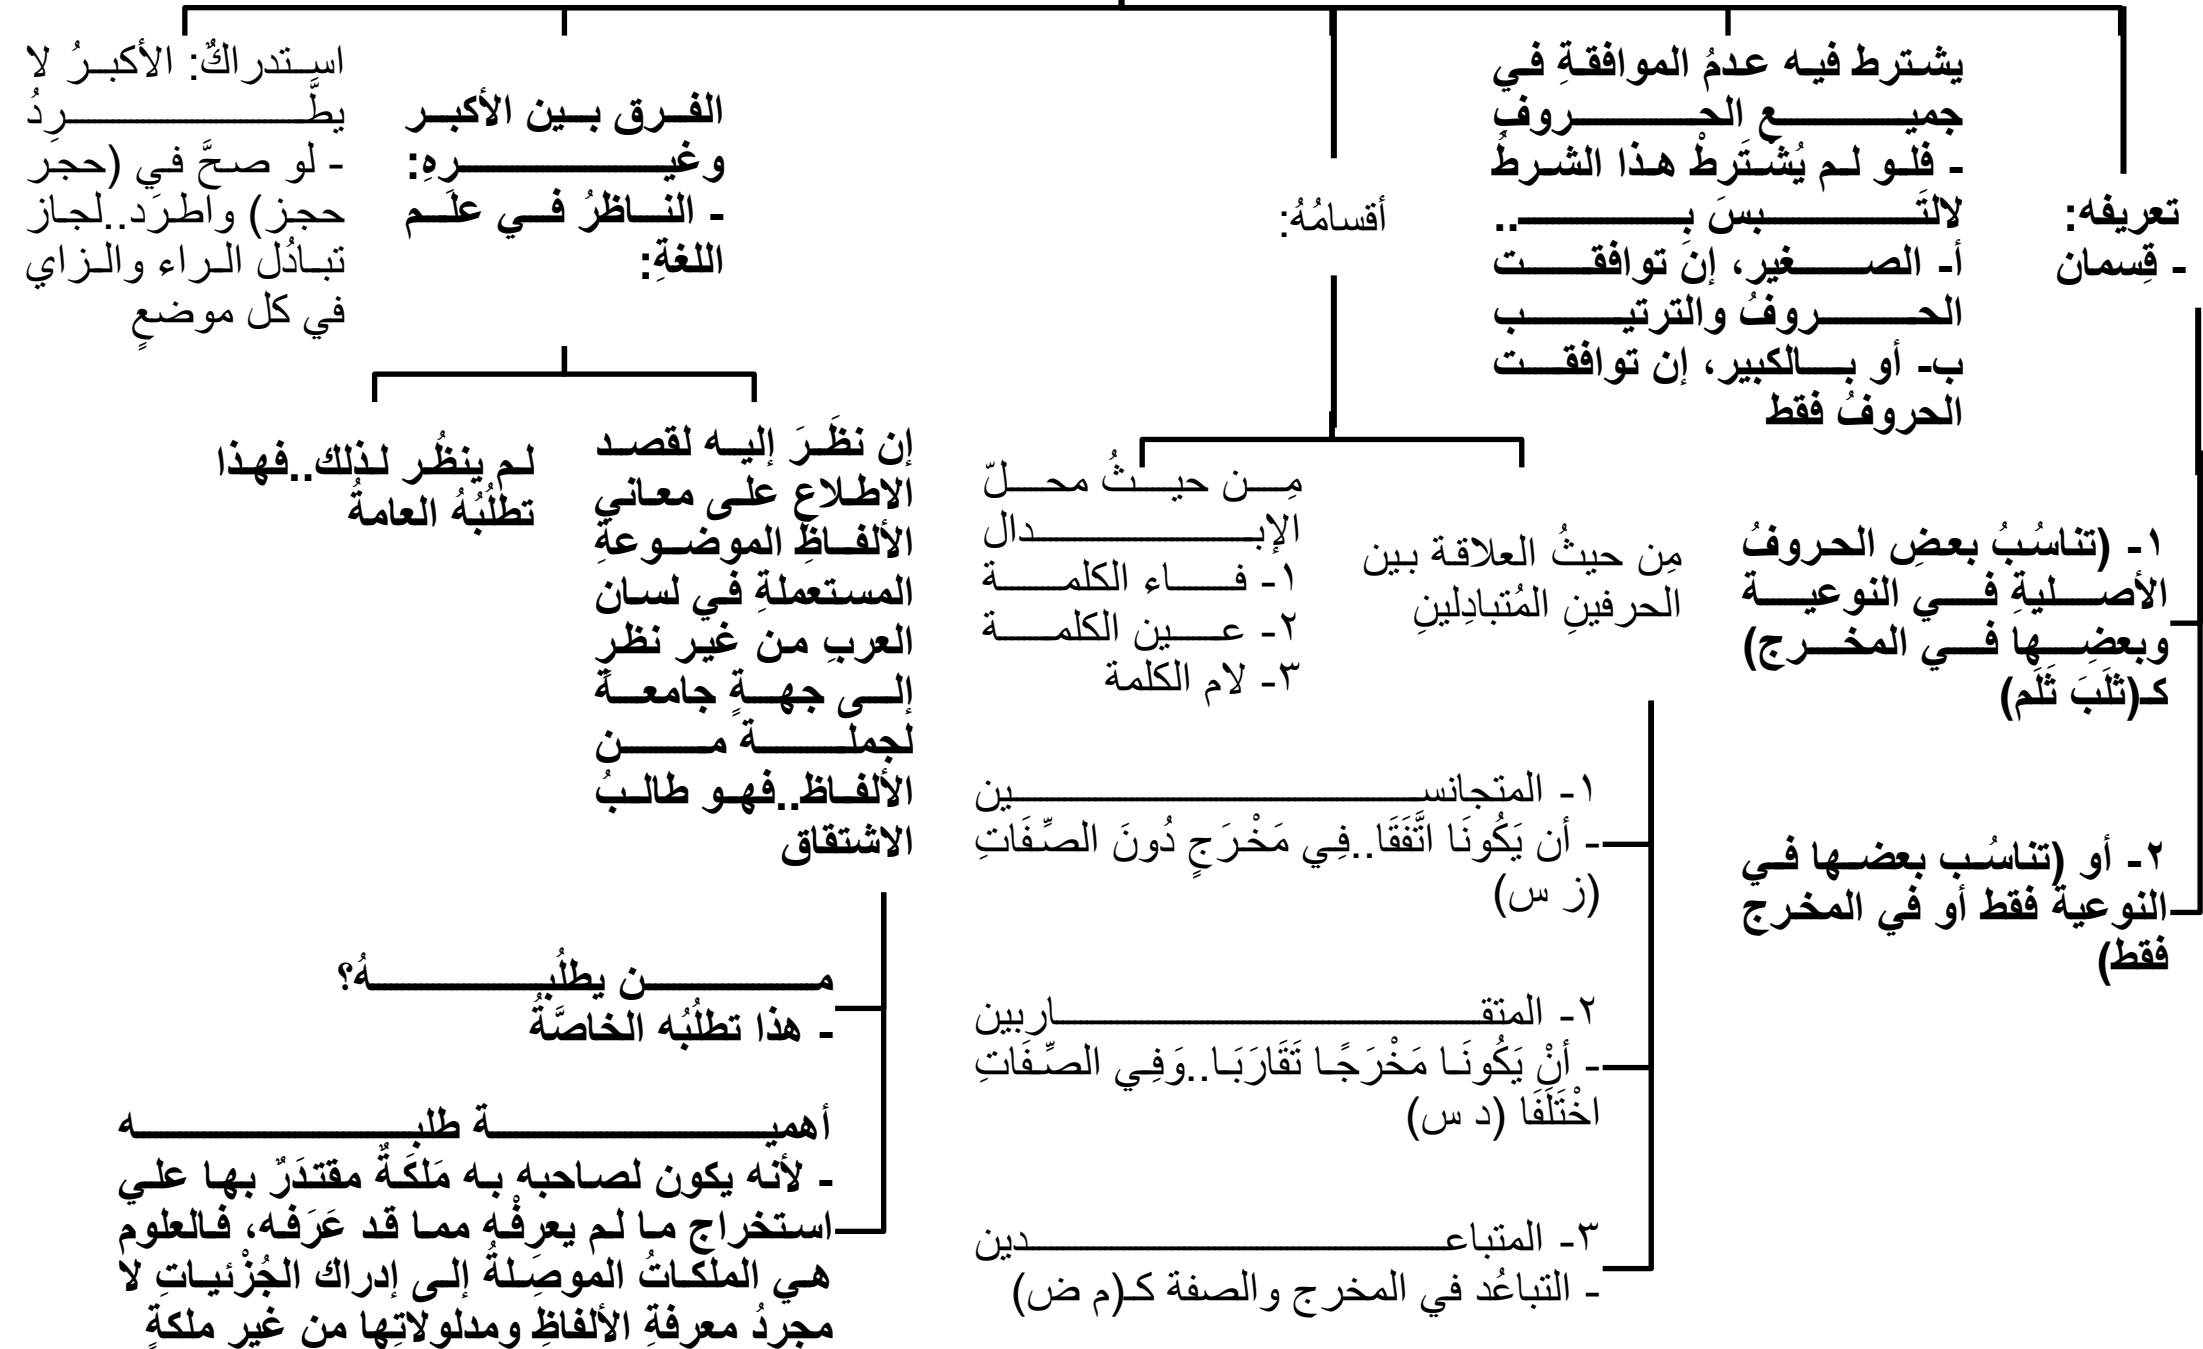 تعريفه:
- قِسمان
١- (تناسُبُ بعضِ الحروفُ
الأصليةِ في النوعية
وبعضِها في المخرج)
كـ(ثلَبَ ثَلَم)
٢- أو (تناسُب بعضها في
النوعية فقط أو في المخرج
فقط)
يشترط فيه عدمُ الموافقةِ في
جميع الحروفِ
- فلو لم يُشْتَرطْ هذا الشرطُ
لالتَبسَ بِ..
أ- الصغير، إن توافقت
الحروفُ والترتيب
ب- أو بالكبير، إن توافقت
الحروفُ فقط
أقسامُهُ:
مِن حيثُ العلاقة بين
الحرفينِ المُتبادِلينِ
١- المتجانسين
- أن يَكُونَا اتَّفَقَا..فِي مَخْرَجٍ دُونَ الصِّفَاتِ
(ز س)
٢- المتقاربين
- أنْ يَكُونَا مَخْرَجًا تَقَارَبَا..وَفِي الصِّفَاتِ
اخْتَلَفَا (د س)
٣- المتباعدين
- التباعُد في المخرج والصفة كـ(م ض)
مِن حيثُ محلّ
الإبدال
١- فاء الكلمة
٢- عين الكلمة
٣- لام الكلمة
الفرق بين الأكبر
وغيرهِ:
- الناظرُ في علَم
اللغةِ:
إن نظَرَ إليه لقصد
الاطلاعِ على معاني
الألفاظِ الموضوعةِ
المستعملةِ في لسان
العربِ من غير نظرٍ
إلى جهةٍ جامعةً
لجملة من
الألفاظ..فهو طالبُ
الاشتقاق
من يطلُبهُ؟
- هذا تطلُبُه الخاصَّةُ
أهمية طلبه
- لأنه يكون لصاحبه به مَلكَةٌ مقتدَرٌ بها علي
استخراج ما لم يعرفْه مما قد عَرَفه، فالعلوم
هي الملكاتُ الموصِلةُ إلى إدراك الجُزْئياتِ لا
مجردُ معرفةِ الألفاظِ ومدلولاتِها من غير ملكةٍ
لم ينظُر لذلك..فهذا
تطلُبُهُ العامةُ
استدراكٌ: الأكبرُ لا
يطَّرِدُ
- لو صحَّ في (حجر
حجز) واطرَد..لجاز
تبادُل الراء والزاي
في كل موضعٍ